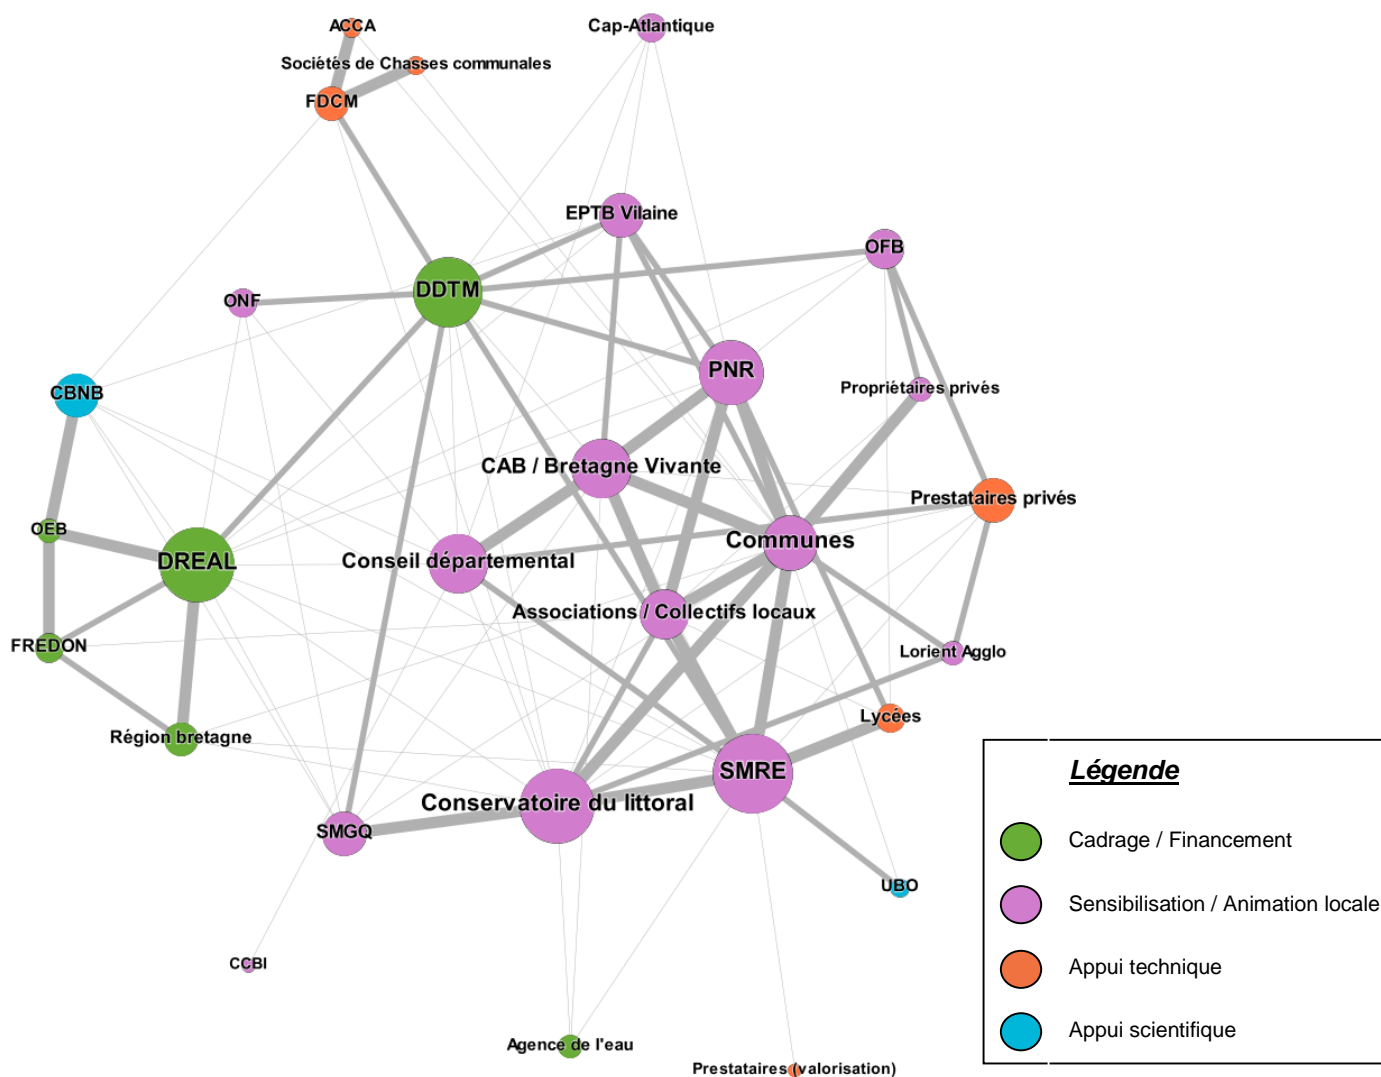 ACCA
Cap-Atlantique
Sociétés de Chasses communales
FDCM
EPTB Vilaine
OFB
DDTM
ONF
PNR
Propriétaires privés
CBNB
CAB / Bretagne Vivante
Prestataires privés
OEB
Communes
DREAL
Conseil départemental
Associations / Collectifs locaux
FREDON
Lorient Agglo
Lycées
Région bretagne
SMRE
Conservatoire du littoral
SMGQ
UBO
CCBI
Agence de l'eau
Prestataires (valorisation)
Légende
Cadrage / Financement
Sensibilisation / Animation locale
Appui technique
Appui scientifique